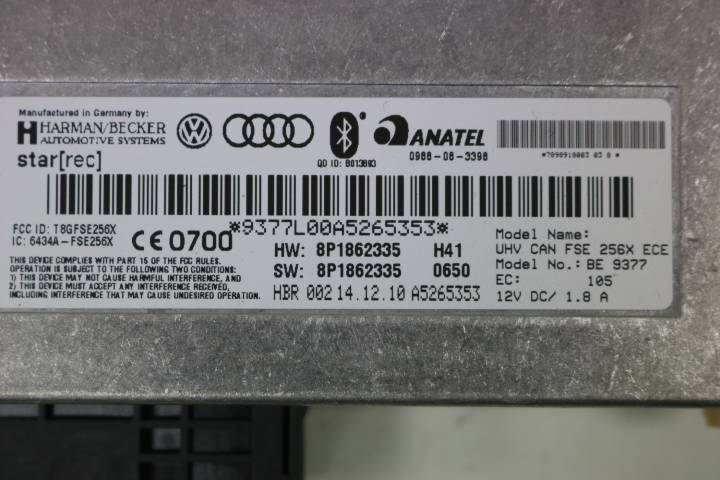 Manufactured in Germany by:
HARMAN/BECKER
AUTOMOTIVE SYSTEMS
star[rec]
QD ID: B013893
ANATEL
0988-08-3398
*9377L00A5265353*
FCC ID: T8GFSE256X
IC: 6434A-FSE256X
CE 0700
THIS DEVICE COMPLIES WITH PART 15 OF THE FCC RULES.
OPERATION IS SUBJECT TO THE FOLLOWING TWO CONDITIONS:
1) THIS DEVICE MAY NOT CAUSE HARMFUL INTERFERENCE, AND
2) THIS DEVICE MUST ACCEPT ANY INTERFERENCE RECEIVED,
INCLUDING INTERFERENCE THAT MAY CAUSE UNDESIRED OPERATION.
HW: 8P1862335 H41
SW: 8P1862335 0650
HBR 002 14.12.10 A5265353
Model Name:
UHV CAN FSE 256X ECE
Model No.: BE 9377
EC: 105
12V DC/ 1.8 A